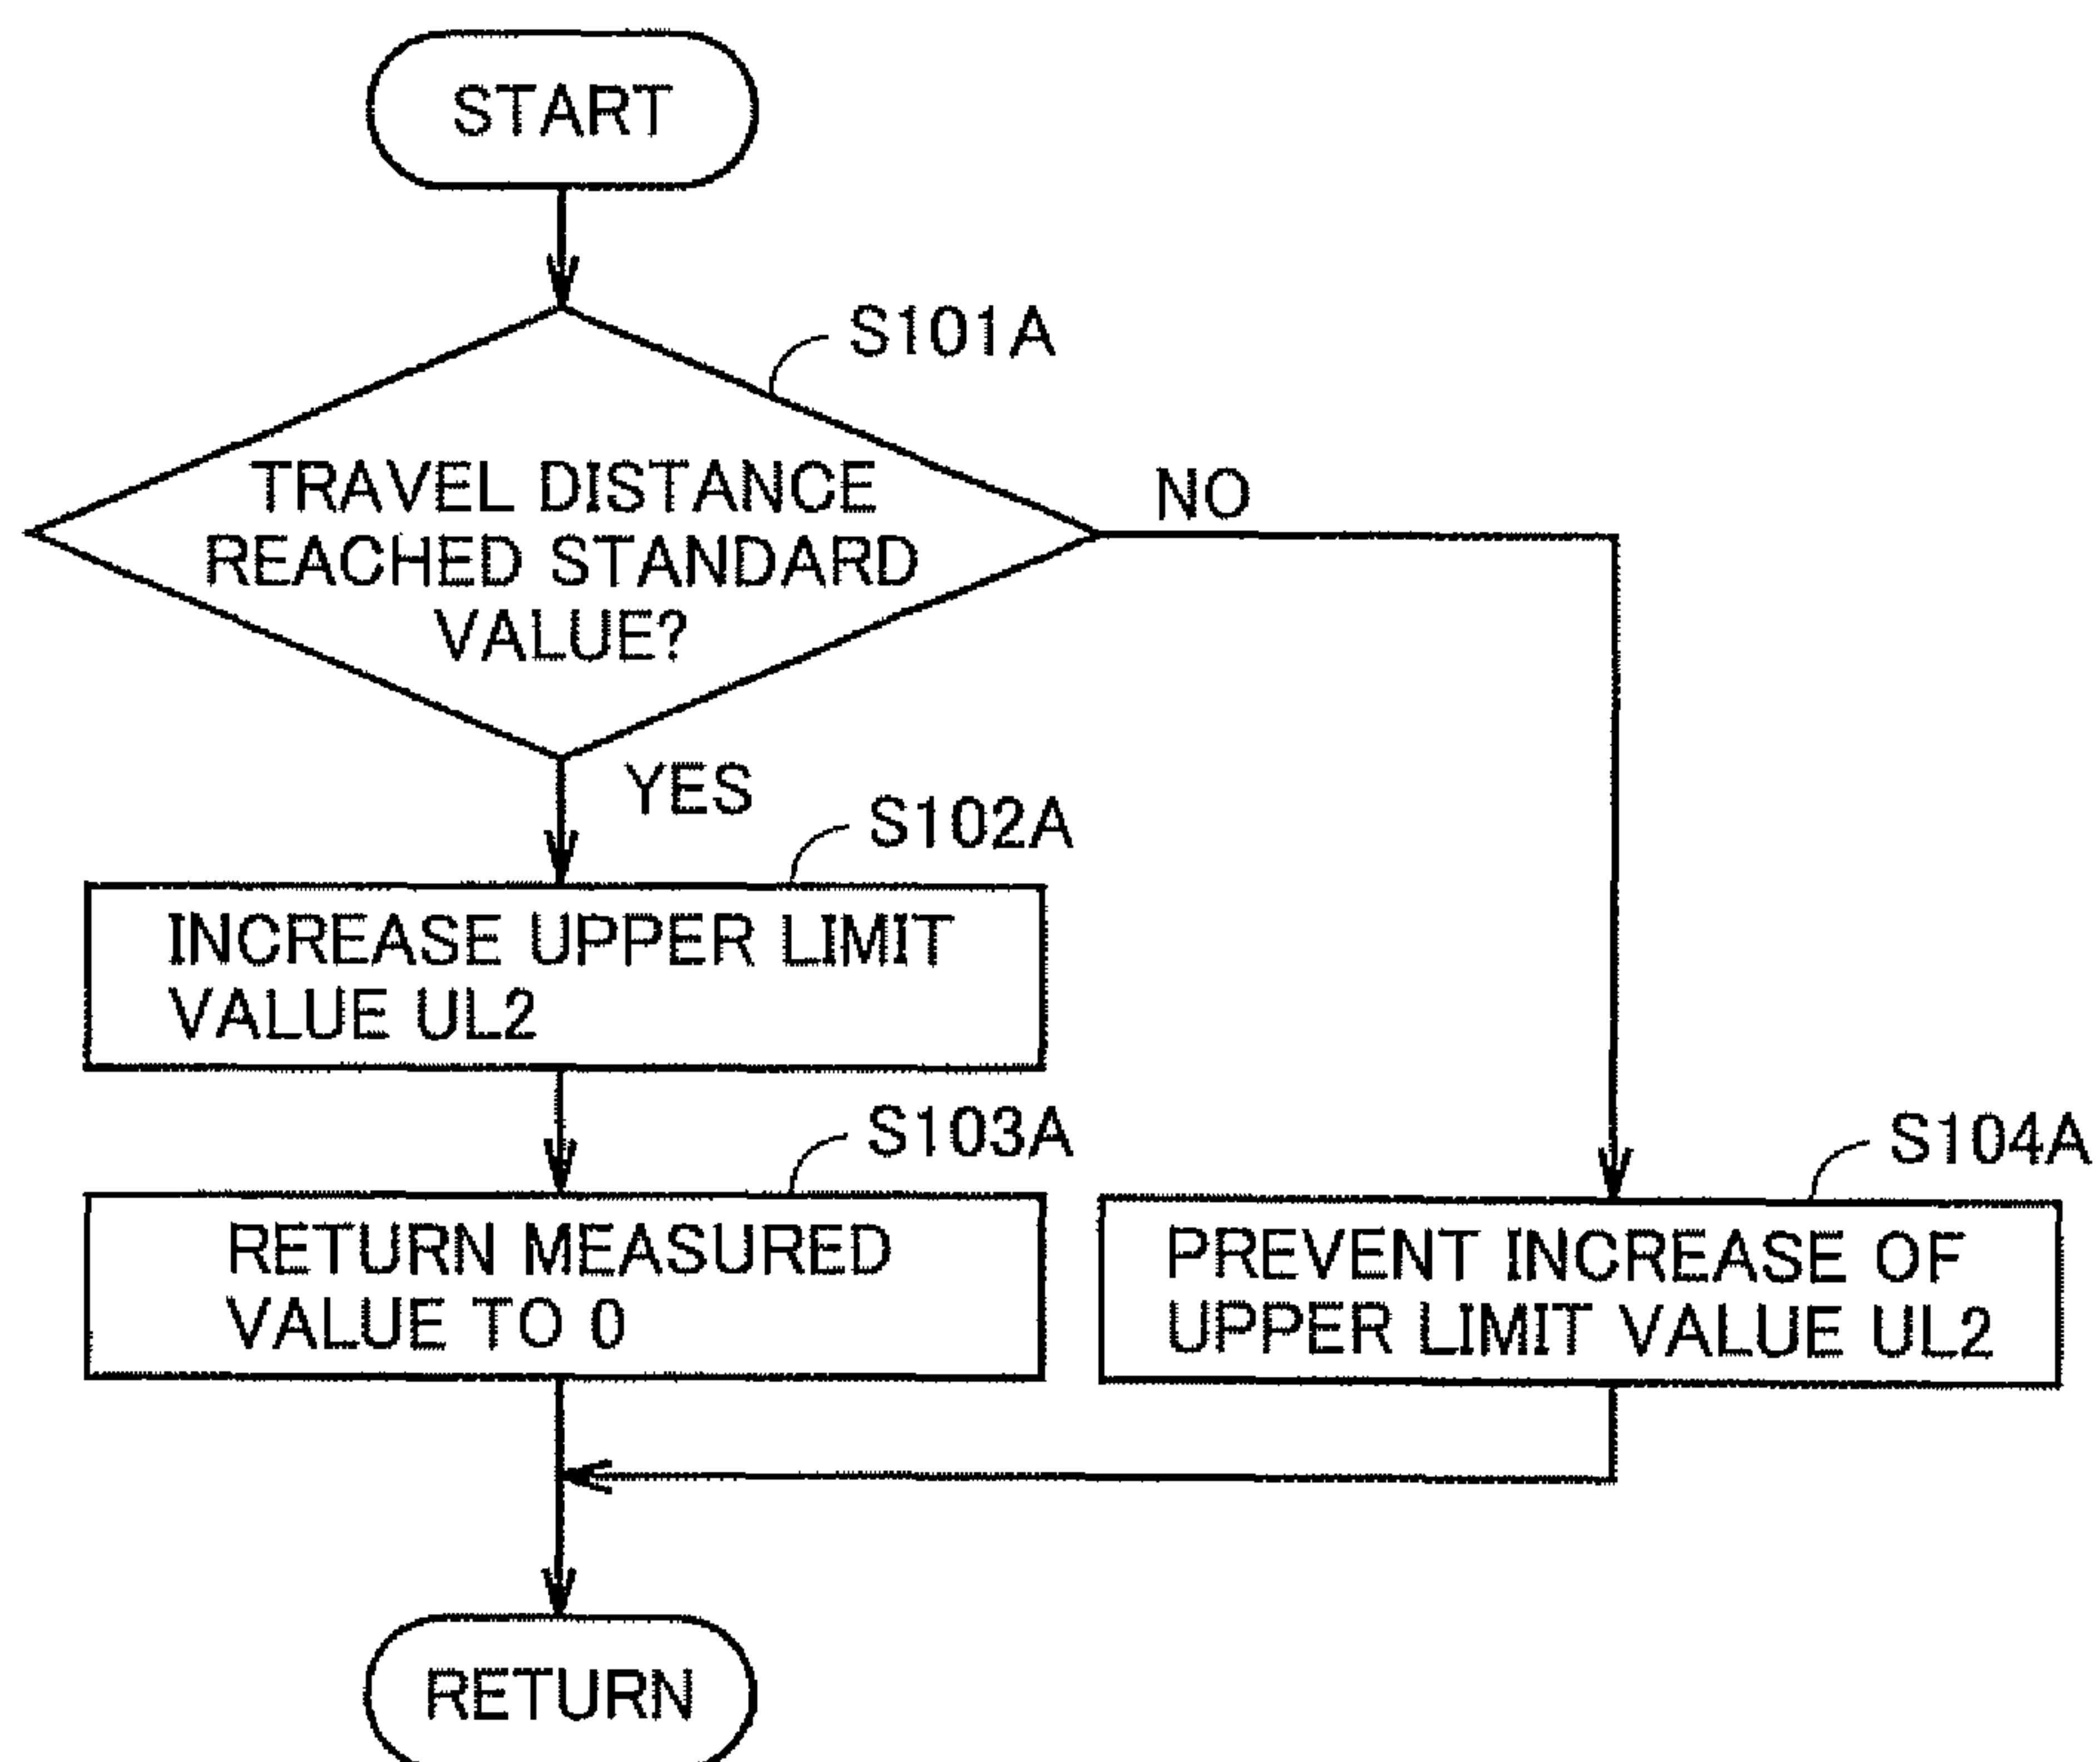 START
S101A
TRAVEL DISTANCE
REACHED STANDARD
VALUE?
NO
YES
S102A
INCREASE UPPER LIMIT
VALUE UL2
S103A
RETURN MEASURED
VALUE TO 0
S104A
PREVENT INCREASE OF
UPPER LIMIT VALUE UL2
RETURN